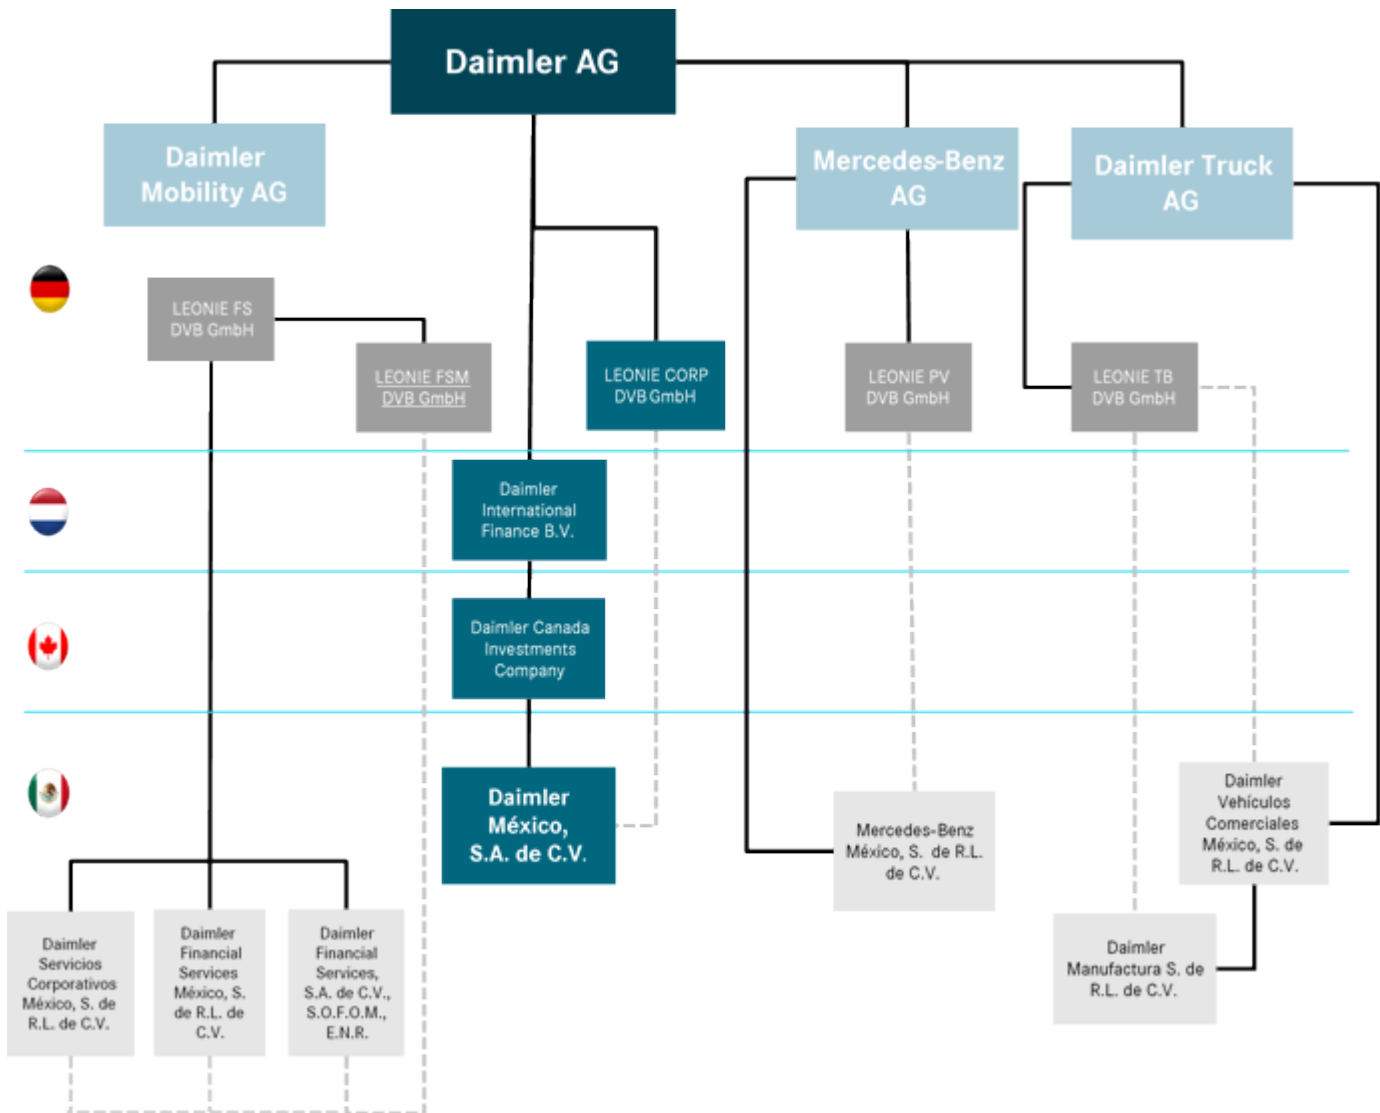 Daimler AG
Daimler
Mobility AG
Mercedes-Benz
AG
Daimler Truck
AG
LEONIE FS
DVB GmbH
LEONIE FSM
DVB GmbH
LEONIE CORP
DVB GmbH
LEONIE PV
DVB GmbH
LEONIE TB
DVB GmbH
Daimler
International
Finance B.V.
Daimler Canada
Investments
Company
Daimler
México,
S.A. de C.V.
Mercedes-Benz
México, S. de R.L.
de C.V.
Daimler
Vehículos
Comerciales
México, S. de
R.L. de C.V.
Daimler
Manufactura S. de
R.L. de C.V.
Daimler
Servicios
Corporativos
México, S. de
R.L. de C.V.
Daimler
Financial
Services
México, S.
de R.L. de
C.V.
Daimler
Financial
Services,
S.A. de C.V.,
S.O.F.O.M.,
E.N.R.